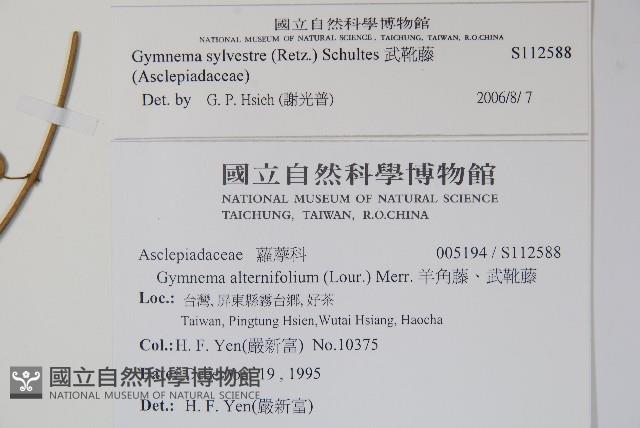 國立自然科學博物館
NATIONAL MUSEUM OF NATURAL SCIENCE, TAICHUNG, TAIWAN, R.O.CHINA
Gymnema sylvestre (Retz.) Schultes 武靴藤 S112588
(Asclepiadaceae)
Det. by G. P. Hsieh (謝光普) 2006/8/ 7
國立自然科學博物館
NATIONAL MUSEUM OF NATURAL SCIENCE
TAICHUNG, TAIWAN, R.O.CHINA
Asclepiadaceae 蘿藦科 005194 / S112588
Gymnema alternifolium (Lour.) Merr. 羊角藤、武靴藤
Loc.: 台灣, 屏東縣霧台鄉, 好茶
Taiwan, Pingtung Hsien,Wutai Hsiang, Haocha
Col.: H. F. Yen(嚴新富) No.10375
19 , 1995
國立自然科學博物館
NATIONAL MUSEUM OF NATURAL SCIENCE
Det.: H. F. Yen(嚴新富)